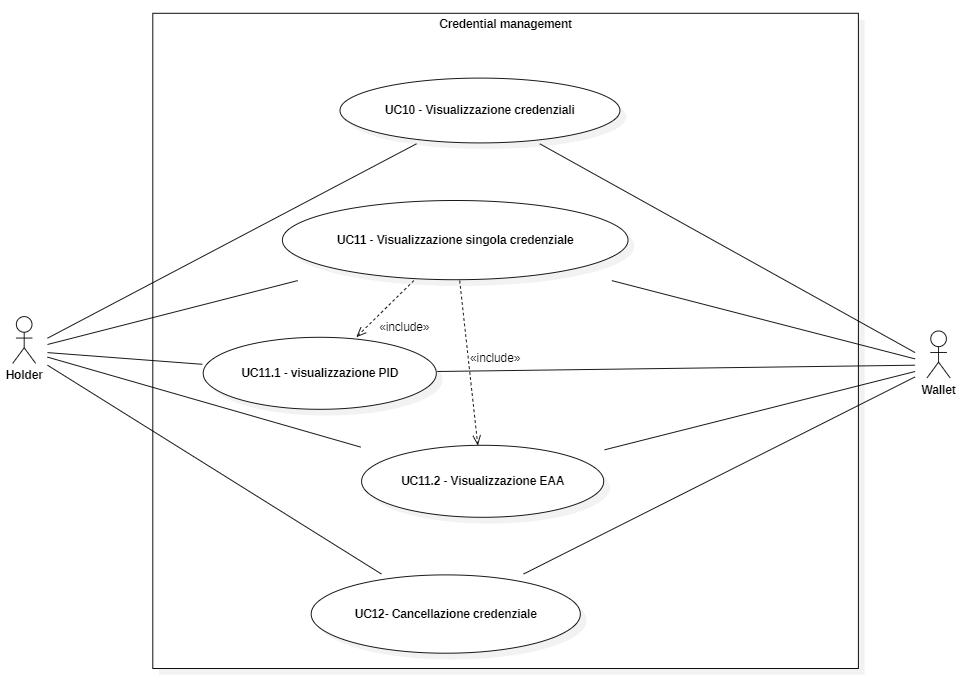 Credential management
UC10 - Visualizzazione credenziali
UC11 - Visualizzazione singola credenziale
«include»
«include»
UC11.1 - visualizzazione PID
Holder
Wallet
UC11.2 - Visualizzazione EAA
UC12- Cancellazione credenziale